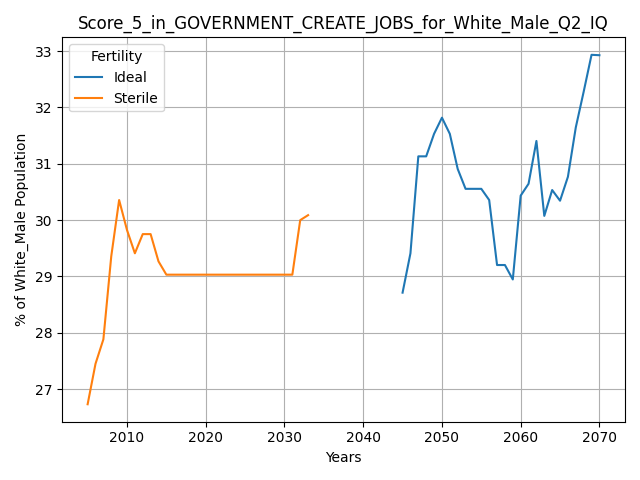 Score_5_in_GOVERNMENT_CREATE_JOBS_for_White_Male_Q2_IQ
Fertility
Ideal
Sterile
% of White_Male Population
33
32
31
30
29
28
27
2010 2020 2030 2040 2050 2060 2070
Years